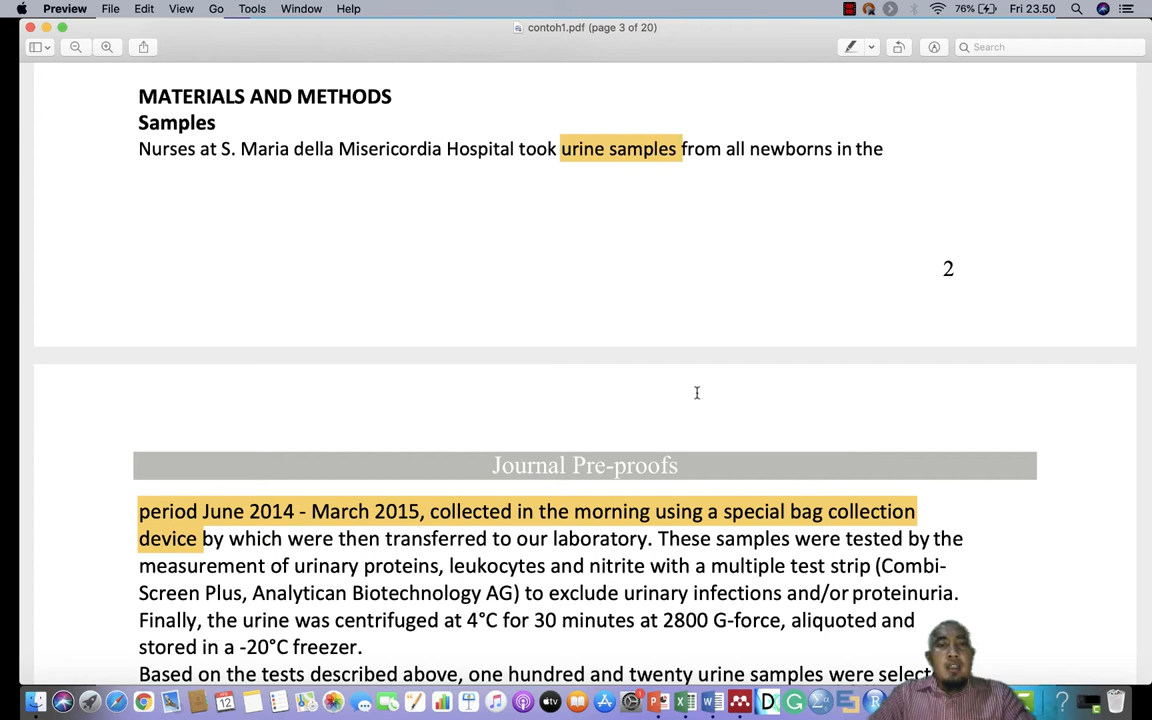 Preview File Edit View Go Tools Window Help 76% Fri 23.50
contoh1.pdf (page 3 of 20)
Search
MATERIALS AND METHODS
Samples
Nurses at S. Maria della Misericordia Hospital took urine samples from all newborns in the
2
Journal Pre-proofs
period June 2014 - March 2015, collected in the morning using a special bag collection
device by which were then transferred to our laboratory. These samples were tested by the
measurement of urinary proteins, leukocytes and nitrite with a multiple test strip (Combi-
Screen Plus, Analytican Biotechnology AG) to exclude urinary infections and/or proteinuria.
Finally, the urine was centrifuged at 4°C for 30 minutes at 2800 G-force, aliquoted and
stored in a -20°C freezer.
Based on the tests described above, one hundred and twenty urine samples were select